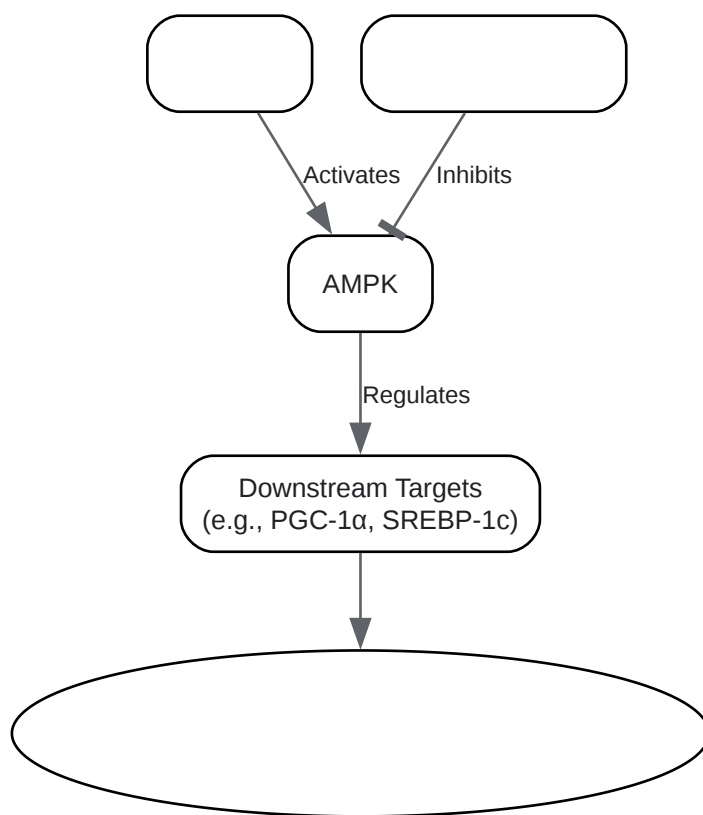 Activates
Inhibits
AMPK
Regulates
Downstream Targets
(e.g., PGC-1α, SREBP-1c)